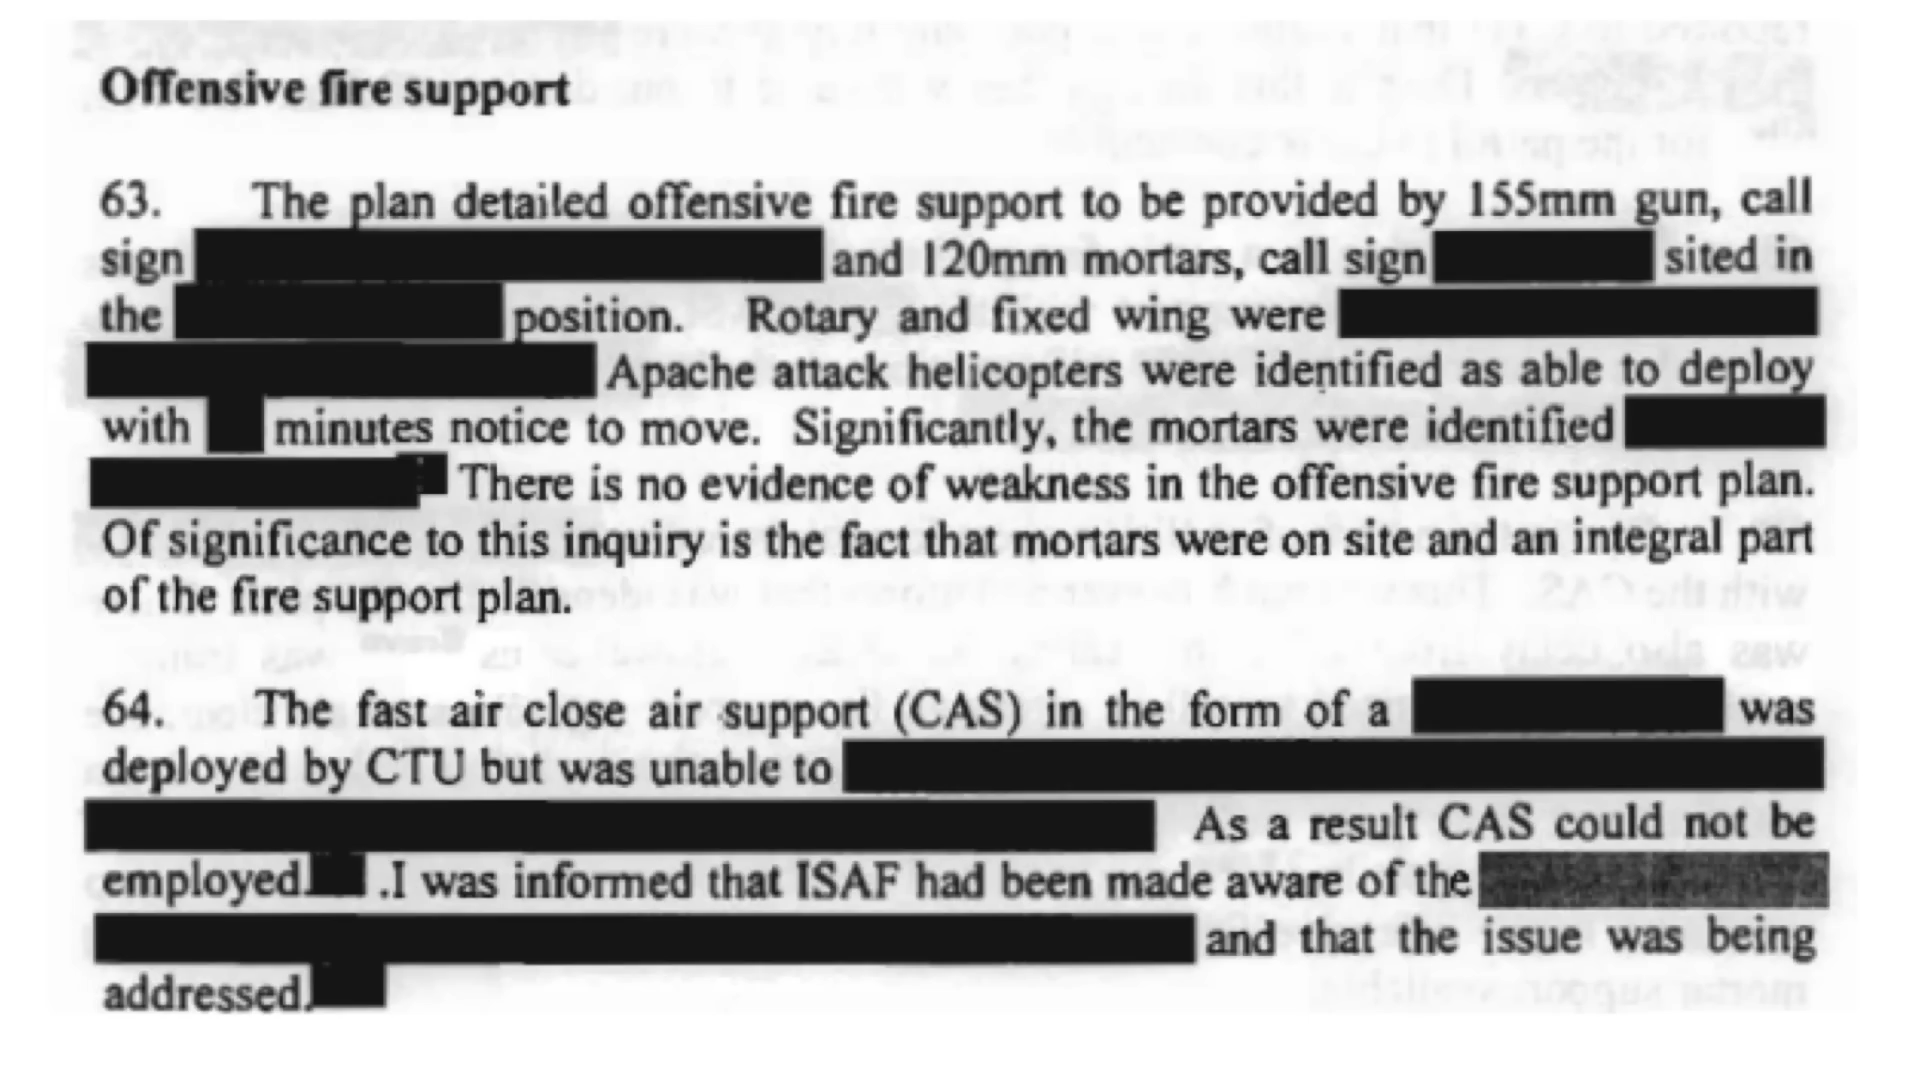 Offensive fire support
63. The plan detailed offensive fire support to be provided by 155mm gun, call
sign and 120mm mortars, call sign sited in
the position. Rotary and fixed wing were
Apache attack helicopters were identified as able to deploy
with minutes notice to move. Significantly, the mortars were identified
There is no evidence of weakness in the offensive fire support plan.
Of significance to this inquiry is the fact that mortars were on site and an integral part
of the fire support plan.
64. The fast air close air support (CAS) in the form of a was
deployed by CTU but was unable to
As a result CAS could not be
employed. .I was informed that ISAF had been made aware of the
and that the issue was being
addressed.